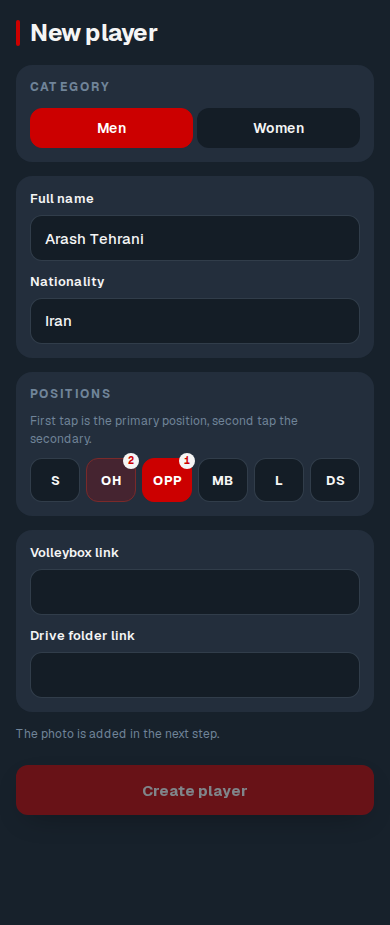 New player
CATEGORY
Men
Women
Full name
Arash Tehrani
Nationality
Iran
POSITIONS
First tap is the primary position, second tap the
secondary.
S
OH
2
OPP
1
MB
L
DS
Volleybox link
Drive folder link
The photo is added in the next step.
Create player